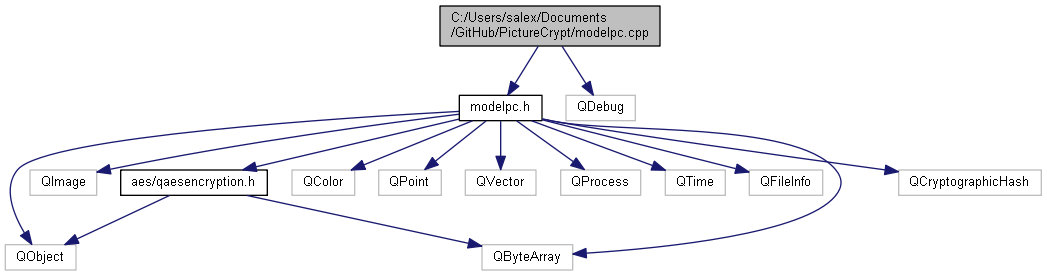 C:/Users/salex/Documents
/GitHub/PictureCrypt/modelpc.cpp
modelpc.h
QDebug
QImage
aes/qaesencryption.h
QColor
QPoint
QVector
QProcess
QTime
QFileInfo
QCryptographicHash
QObject
QByteArray